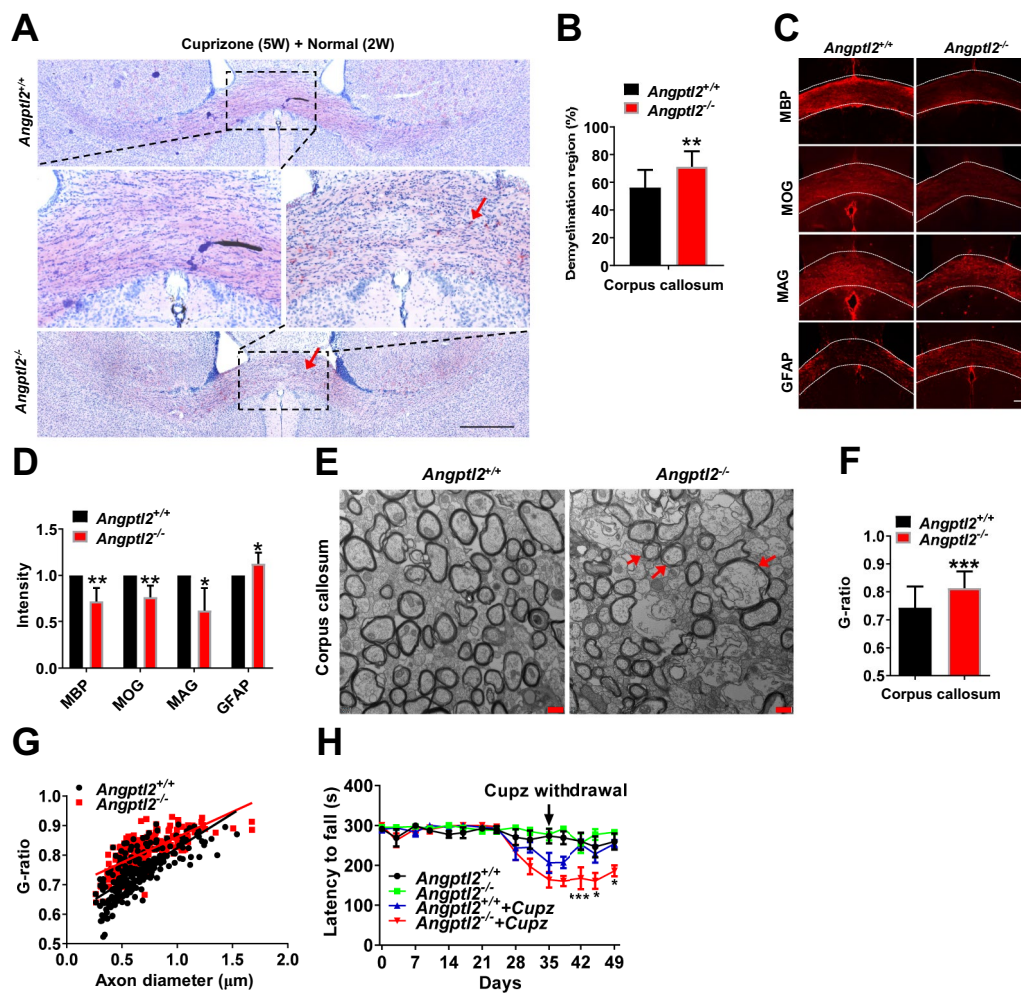 A
Cuprizone (5W) + Normal (2W)
Angptl2+/+
Angptl2-/-
B
Angptl2+/+
Angptl2-/-
Demyelination region (%)
100
80
60
40
20
0
**
Corpus callosum
C
Angptl2+/+ Angptl2-/-
MBP
MOG
MAG
GFAP
D
Angptl2+/+
Angptl2-/-
Intensity
1.5
1.0
0.5
0.0
** ** * *
MBP MOG MAG GFAP
E
Angptl2+/+ Angptl2-/-
Corpus callosum
F
Angptl2+/+
Angptl2-/-
G-ratio
1.0
0.9
0.8
0.7
0.6
0.5
***
Corpus callosum
G
Angptl2+/+
Angptl2-/-
G-ratio
1.0
0.9
0.8
0.7
0.6
0.5
0.0 0.5 1.0 1.5 2.0
Axon diameter (μm)
H
Cupz withdrawal
Latency to fall (s)
400
300
200
100
0
Angptl2+/+
Angptl2-/-
Angptl2+/+ +Cupz
Angptl2-/- +Cupz
*** * *
0 7 14 21 28 35 42 49
Days